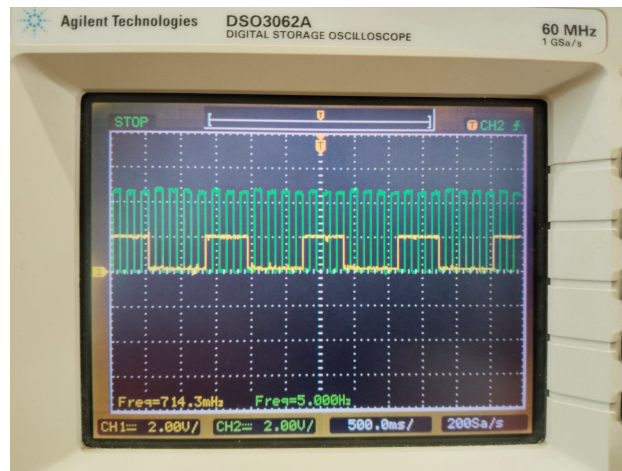 Agilent Technologies
DSO3062A
DIGITAL STORAGE OSCILLOSCOPE
60 MHz
1 GSa/s
STOP
T
T CH2
T
1
Freq=714.3mHz Freq=5.000Hz
CH1 2.00V/ CH2 2.00V/ 500.0ms/ 200Sa/s